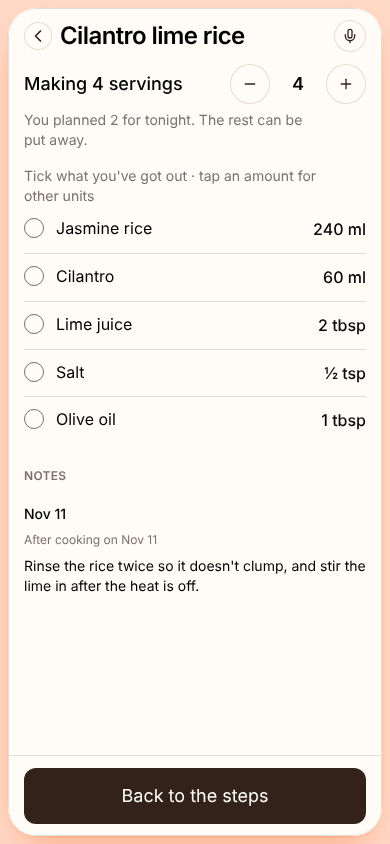 Cilantro lime rice
Making 4 servings
4
You planned 2 for tonight. The rest can be
put away.
Tick what you've got out · tap an amount for
other units
Jasmine rice 240 ml
Cilantro 60 ml
Lime juice 2 tbsp
Salt ½ tsp
Olive oil 1 tbsp
NOTES
Nov 11
After cooking on Nov 11
Rinse the rice twice so it doesn't clump, and stir the
lime in after the heat is off.
Back to the steps